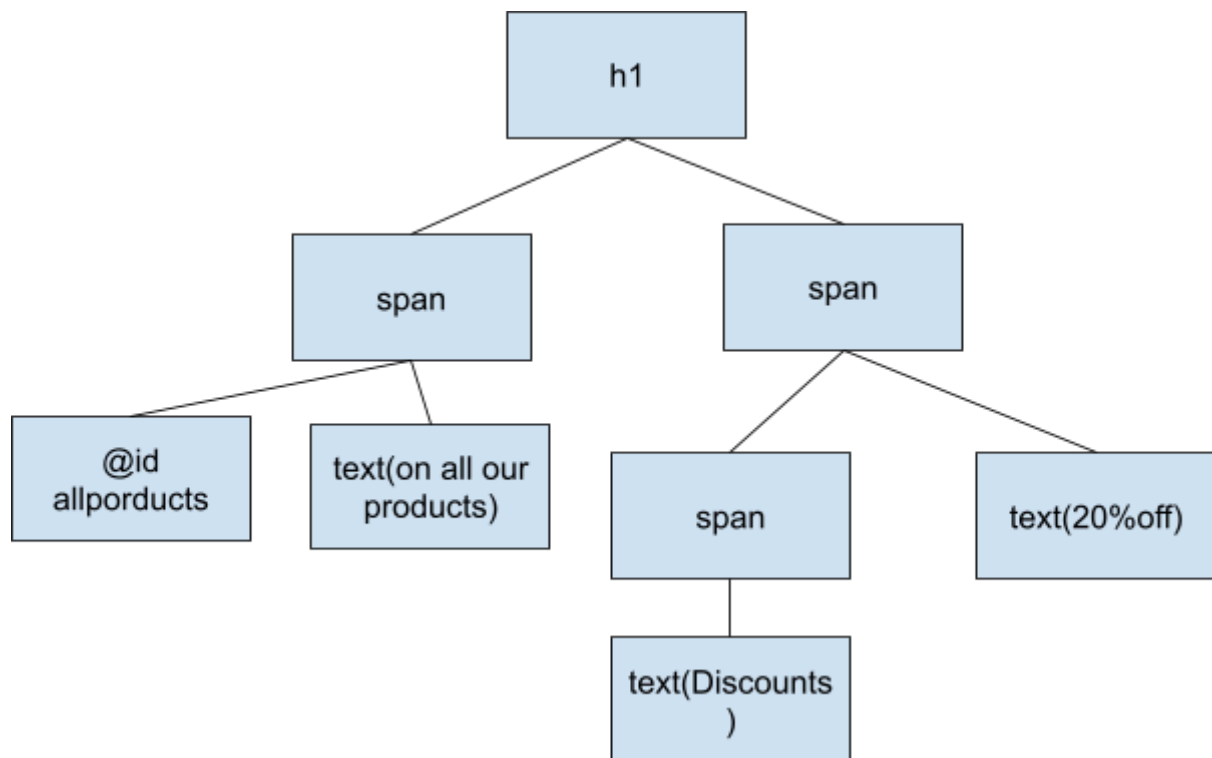 h1
span
span
@id
allporducts
text(on all our
products)
span
text(20%off)
text(Discounts
)